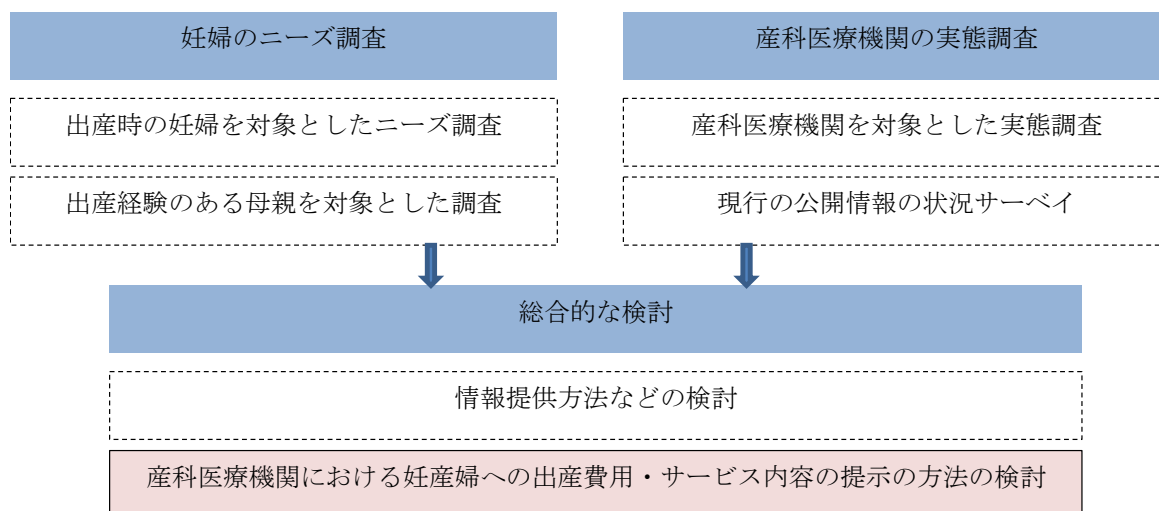 妊婦のニーズ調査
出産時の妊婦を対象としたニーズ調査
出産経験のある母親を対象とした調査
産科医療機関の実態調査
産科医療機関を対象とした実態調査
現行の公開情報の状況サーベイ
総合的な検討
情報提供方法などの検討
産科医療機関における妊産婦への出産費用・サービス内容の提示の方法の検討